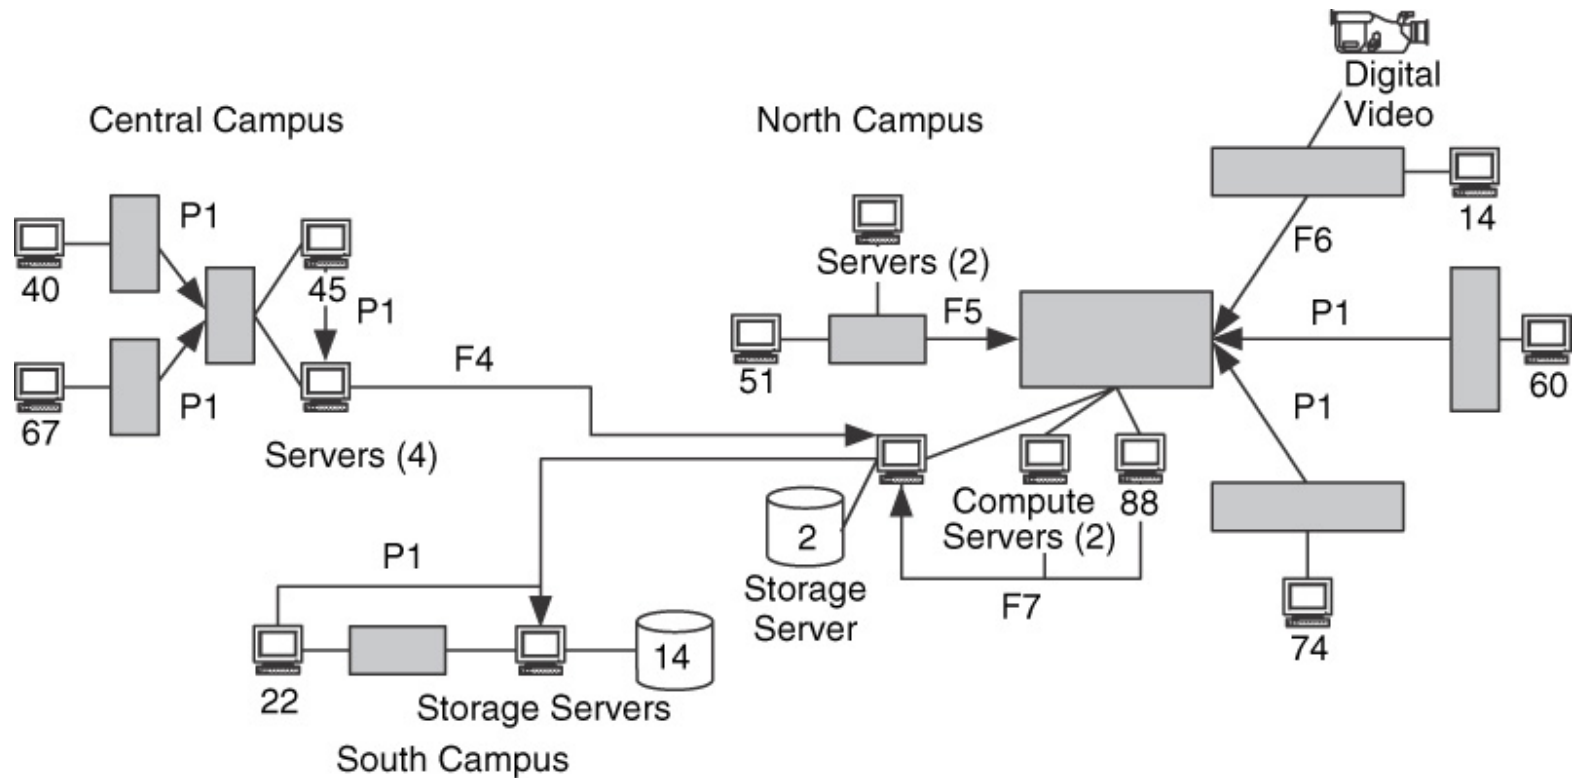 Digital
Video
Central Campus
North Campus
P1
14
40
45
Servers (2)
F6
P1
F5
P1
F4
51
60
67
P1
P1
Servers (4)
Compute
88
Servers (2)
2
P1
Storage
Server
F7
14
74
22
Storage Servers
South Campus